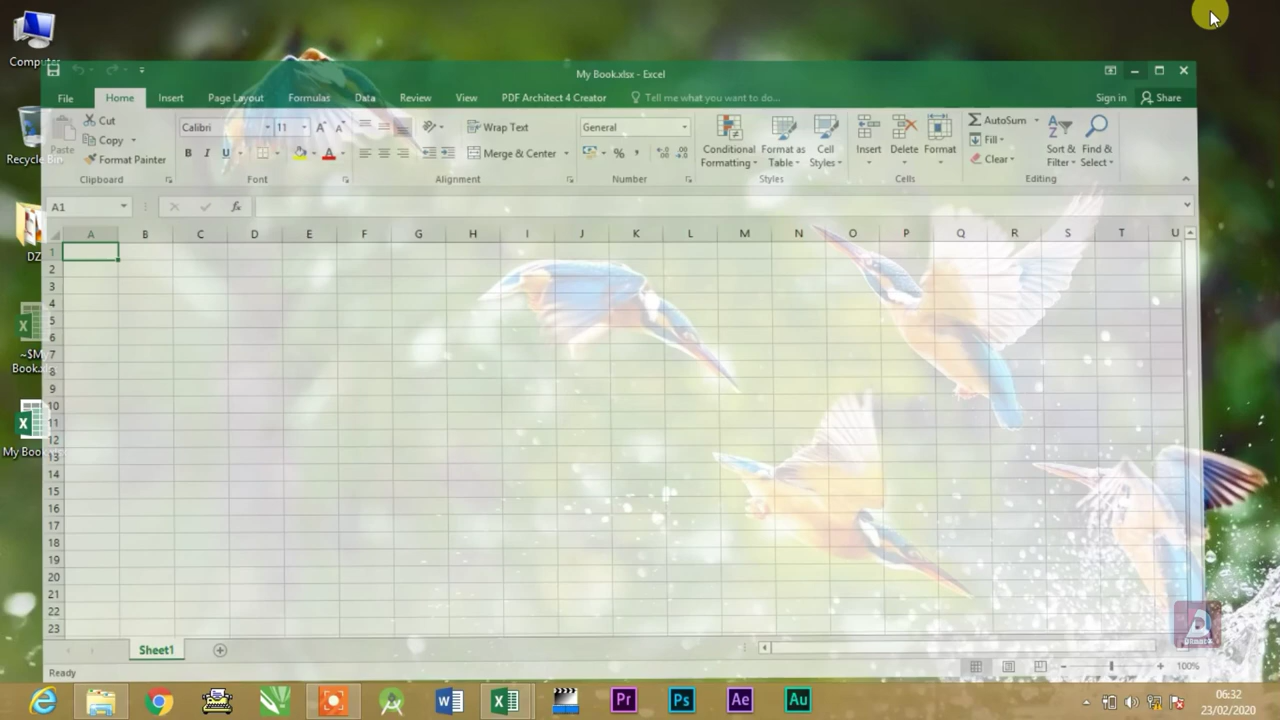 Computer
My Book.xlsx - Excel
File Home Insert Page Layout Formulas Data Review View PDF Architect 4 Creator Tell me what you want to do... Sign in Share
Cut
Copy
Format Painter
Paste
Clipboard
Calibri 11
B I U
Font
Wrap Text
Merge & Center
Alignment
General
%
Number
Conditional Formatting
Format as Table
Cell Styles
Styles
Insert Delete Format
Cells
AutoSum
Fill
Clear
Sort & Filter
Find & Select
Editing
Recycle Bin
A1 fx
A B C D E F G H I J K L M N O P Q R S T U
DZ
1
2
3
4
5
6
7
8
9
10
11
12
13
14
15
16
17
18
19
20
21
22
23
~$My
Book.xls
My Boo
Sheet1
Ready 100%
Pr Ps Ae Au
06:32
23/02/2020